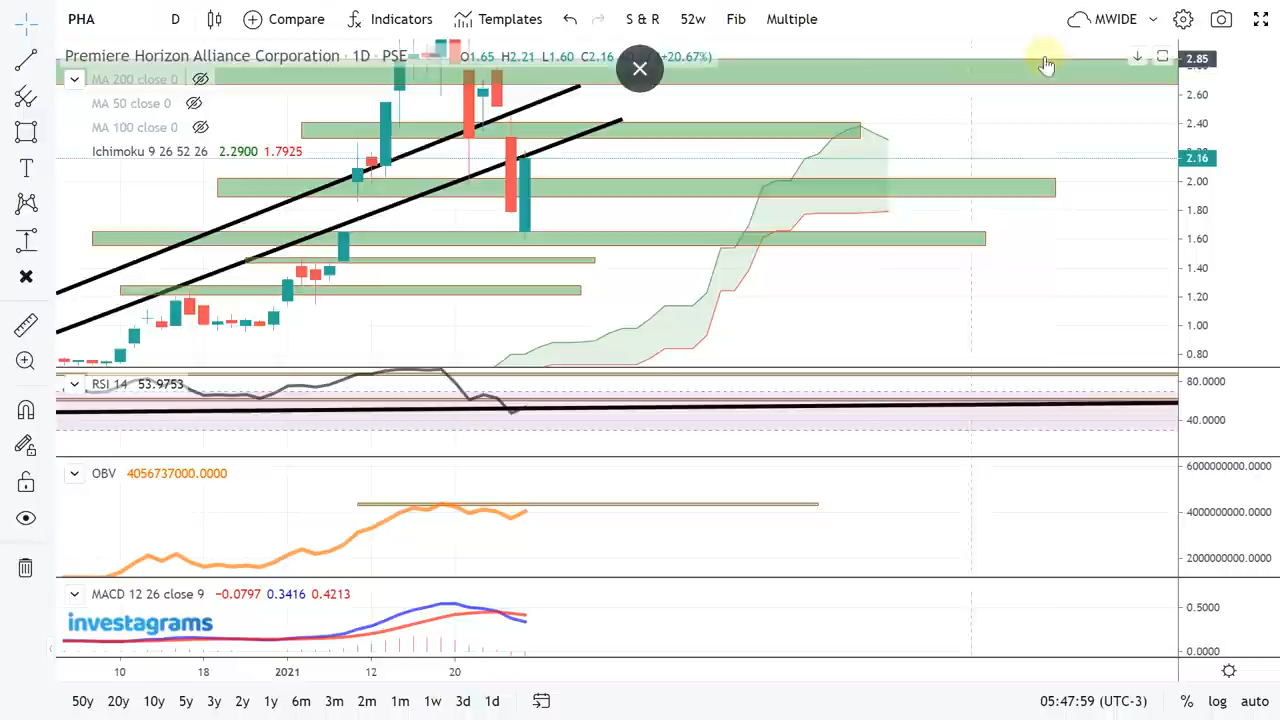 PHA D Compare Indicators Templates S & R 52w Fib Multiple MWIDE
Premiere Horizon Alliance Corporation · 1D · PSE O1.65 H2.21 L1.60 C2.16 +20.67%)
MA 200 close 0
MA 50 close 0
MA 100 close 0
Ichimoku 9 26 52 26 2.2900 1.7925
2.85
2.60
2.40
2.16
2.00
1.80
1.60
1.40
1.20
1.00
0.80
RSI 14 53.9753
80.0000
40.0000
OBV 4056737000.0000
6000000000.0000
4000000000.0000
2000000000.0000
MACD 12 26 close 9 −0.0797 0.3416 0.4213
investagrams
0.5000
0.0000
10 18 2021 12 20
50y 20y 10y 5y 3y 2y 1y 6m 3m 2m 1m 1w 3d 1d 05:47:59 (UTC-3) % log auto